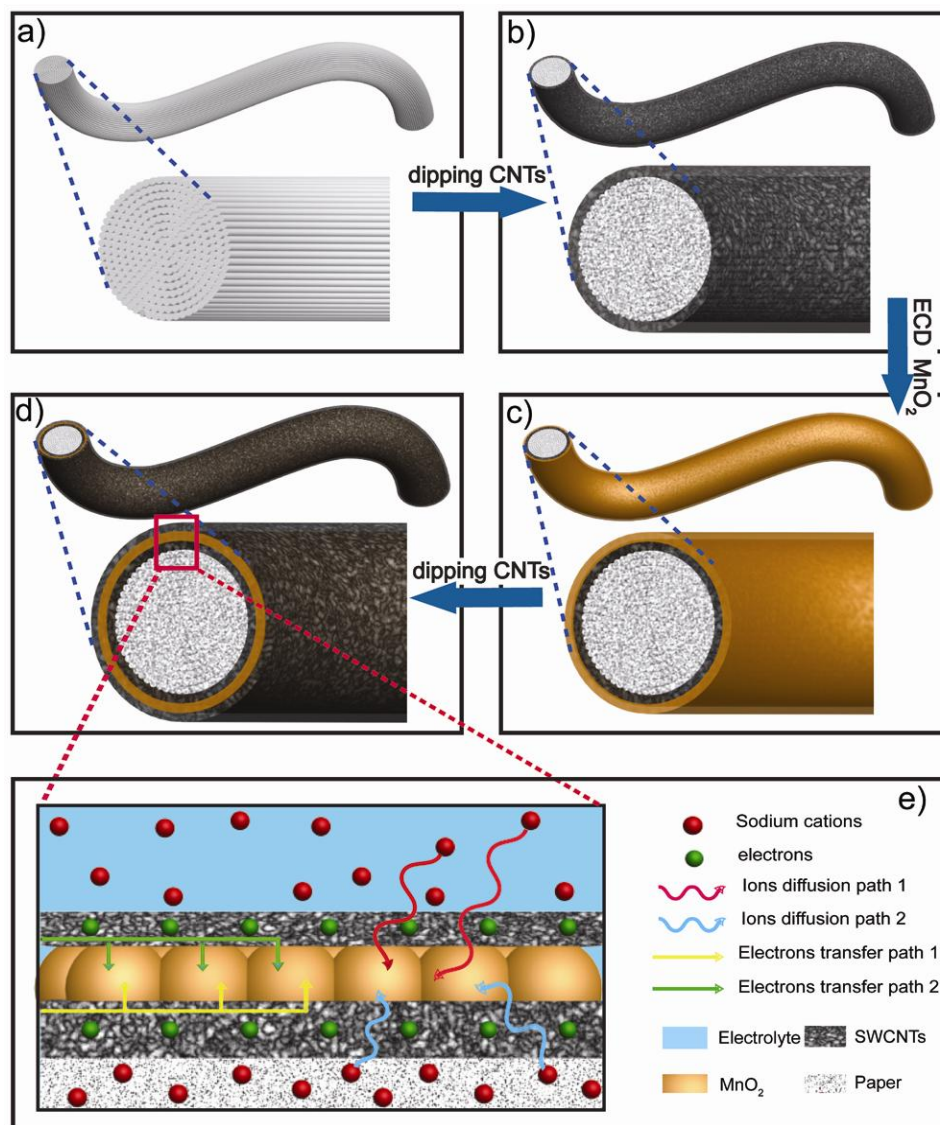 a)
b)
dipping CNTs
ECD MnO₂
d)
c)
dipping CNTs
e)
Sodium cations
electrons
Ions diffusion path 1
Ions diffusion path 2
Electrons transfer path 1
Electrons transfer path 2
Electrolyte
SWCNTs
MnO₂
Paper